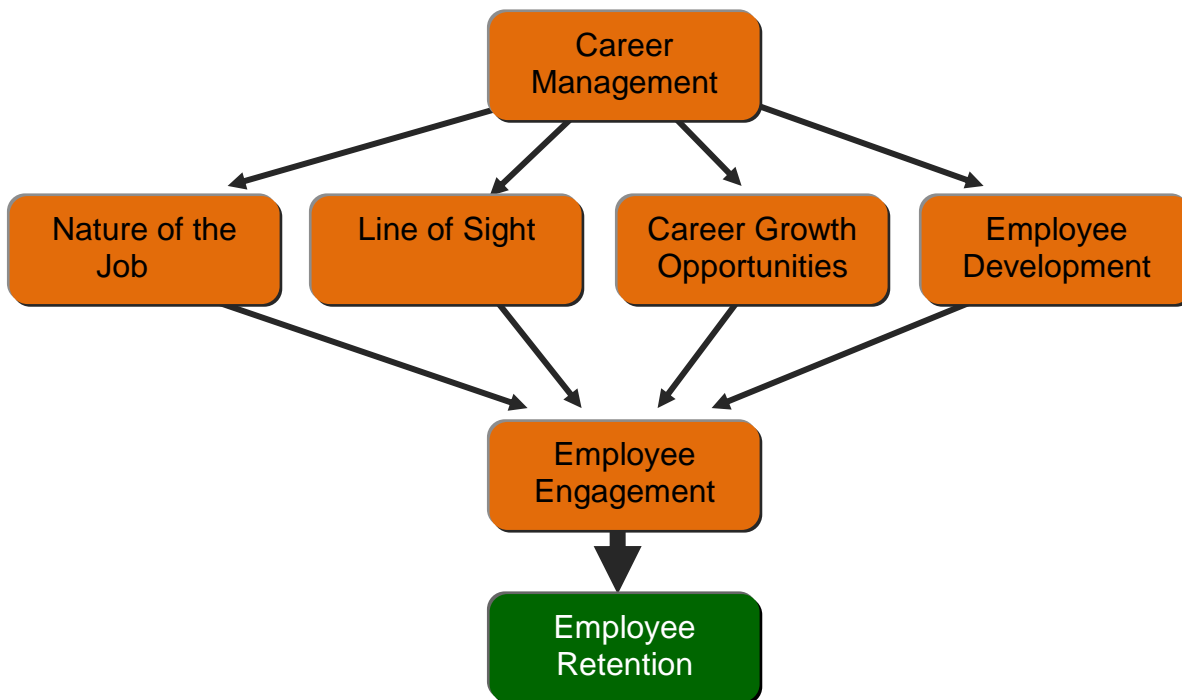 Career
Management
Nature of the
Job
Line of Sight
Career Growth
Opportunities
Employee
Development
Employee
Engagement
Employee
Retention